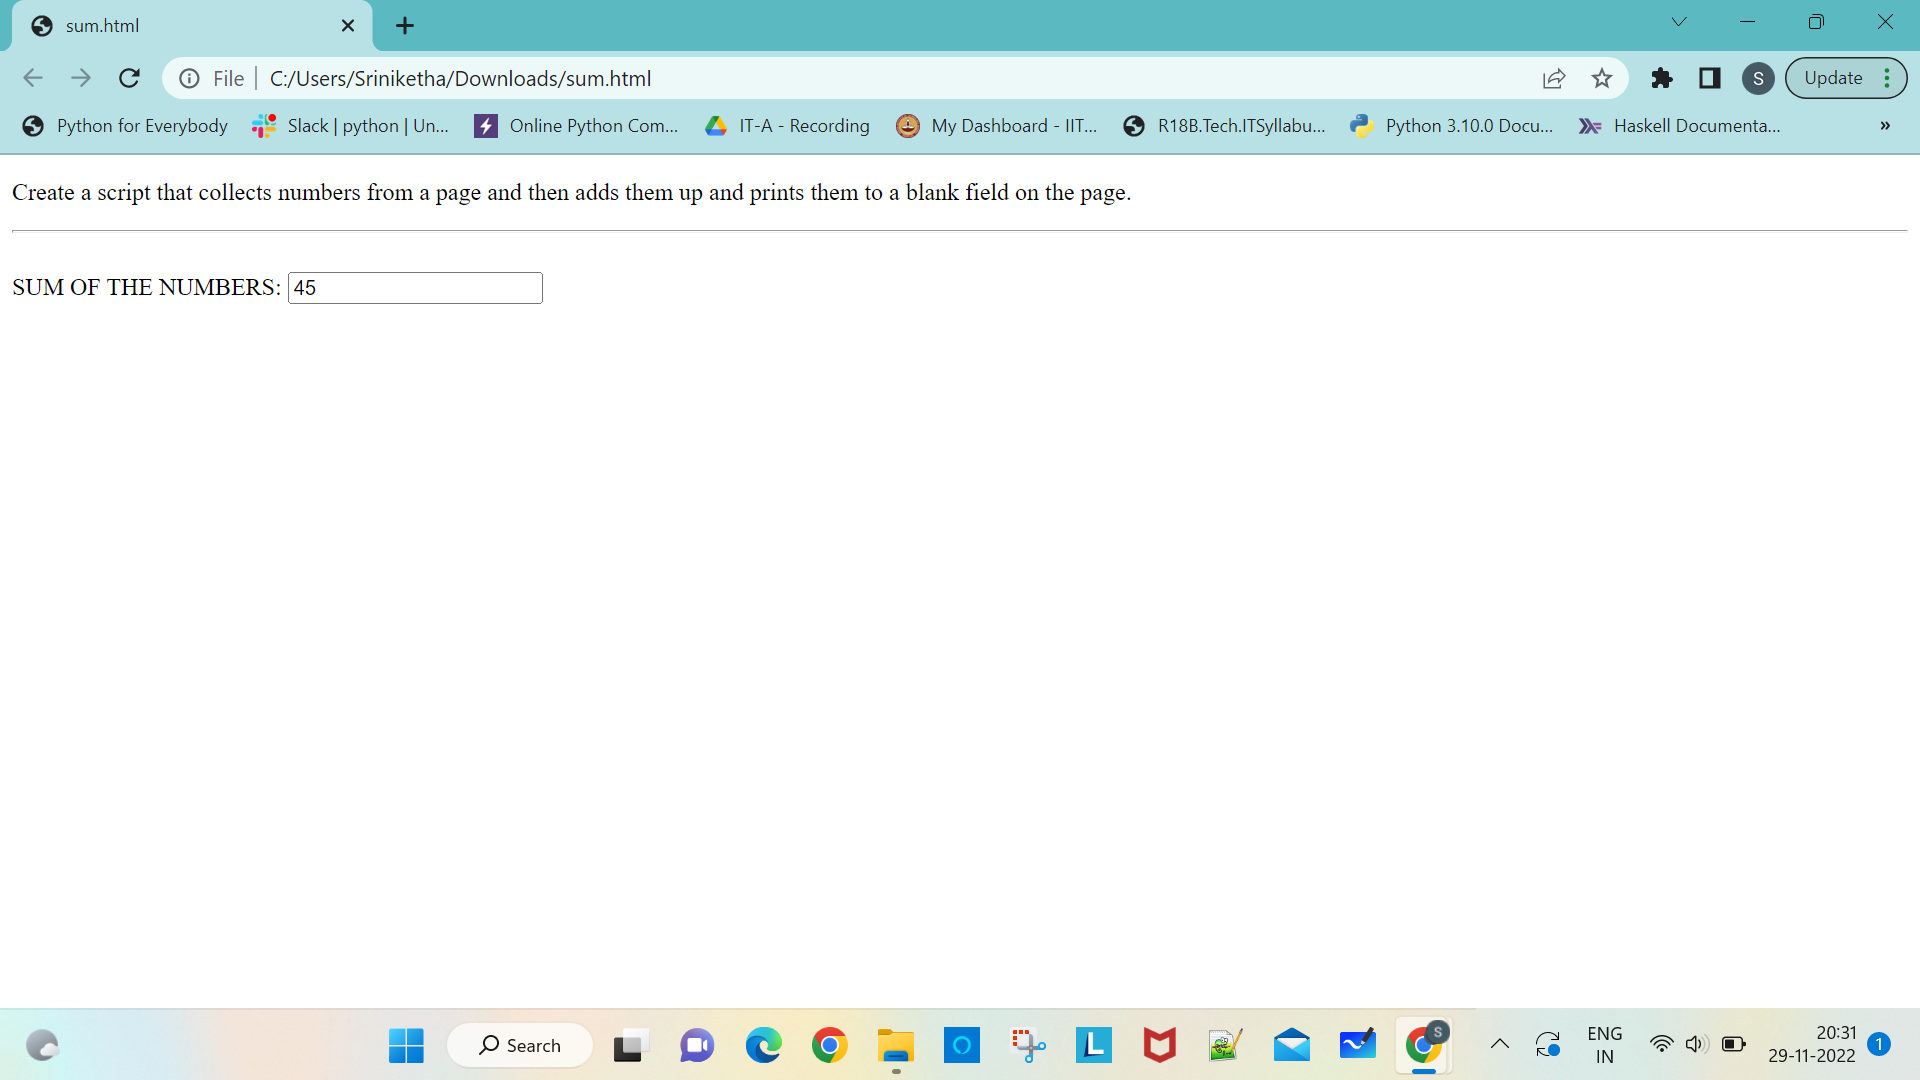 sum.html
File
C:/Users/Sriniketha/Downloads/sum.html
S
Update
Python for Everybody
Slack | python | Un...
Online Python Com...
IT-A - Recording
My Dashboard - IIT...
R18B.Tech.ITSyllabu...
Python 3.10.0 Docu...
Haskell Documenta...
»
Create a script that collects numbers from a page and then adds them up and prints them to a blank field on the page.
SUM OF THE NUMBERS: 45
Search
L
S
ENG
IN
20:31
29-11-2022
1